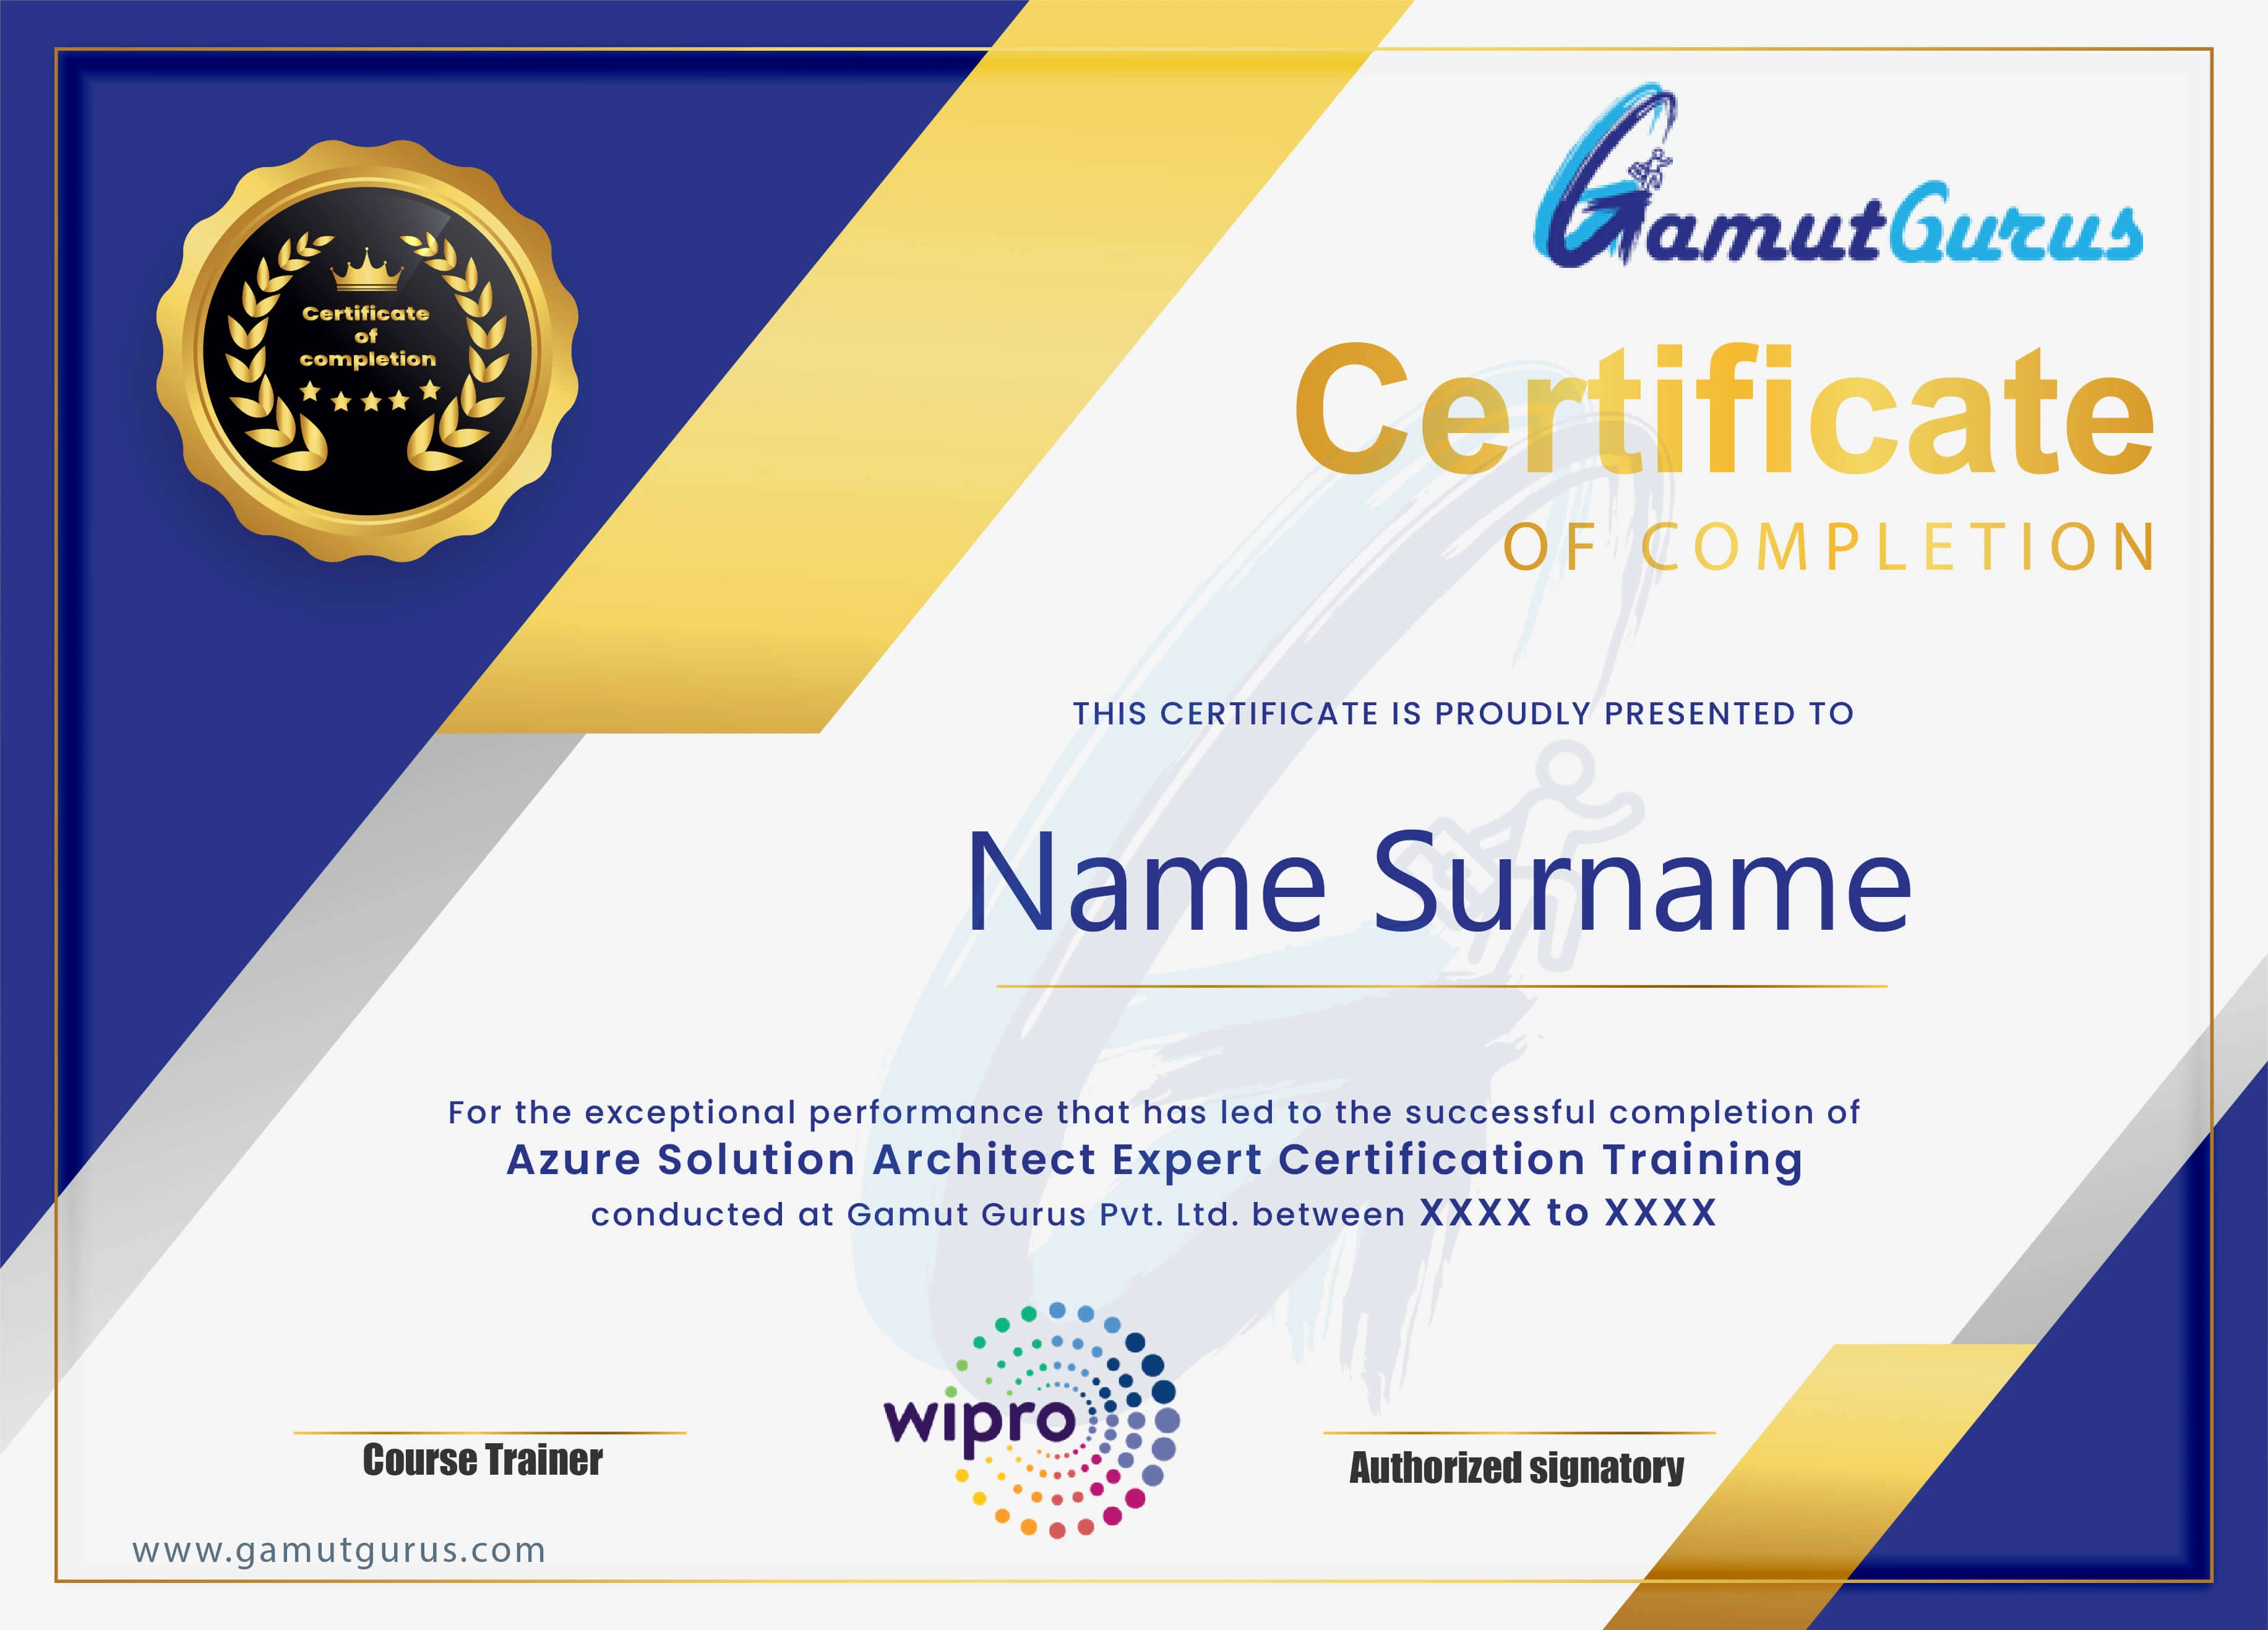 Certificate
of
completion
GamutGurus
Certificate
OF COMPLETION
THIS CERTIFICATE IS PROUDLY PRESENTED TO
Name Surname
For the exceptional performance that has led to the successful completion of
Azure Solution Architect Expert Certification Training
conducted at Gamut Gurus Pvt. Ltd. between XXXX to XXXX
wipro
Course Trainer
Authorized signatory
www.gamutgurus.com